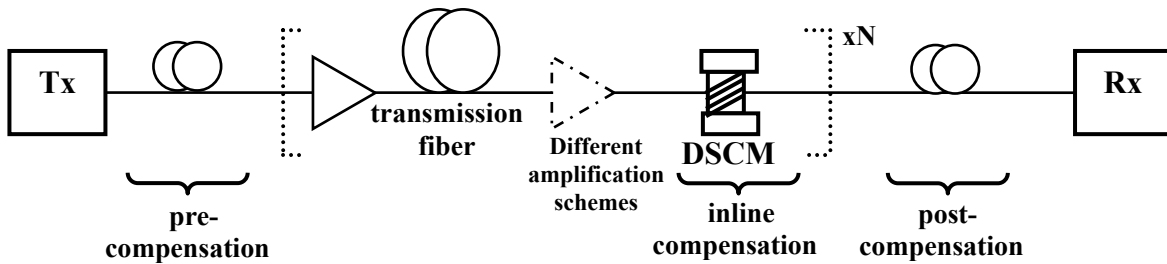 Tx
xN
Rx
transmission
fiber
Different
amplification
schemes
DSCM
pre-
compensation
inline
compensation
post-
compensation